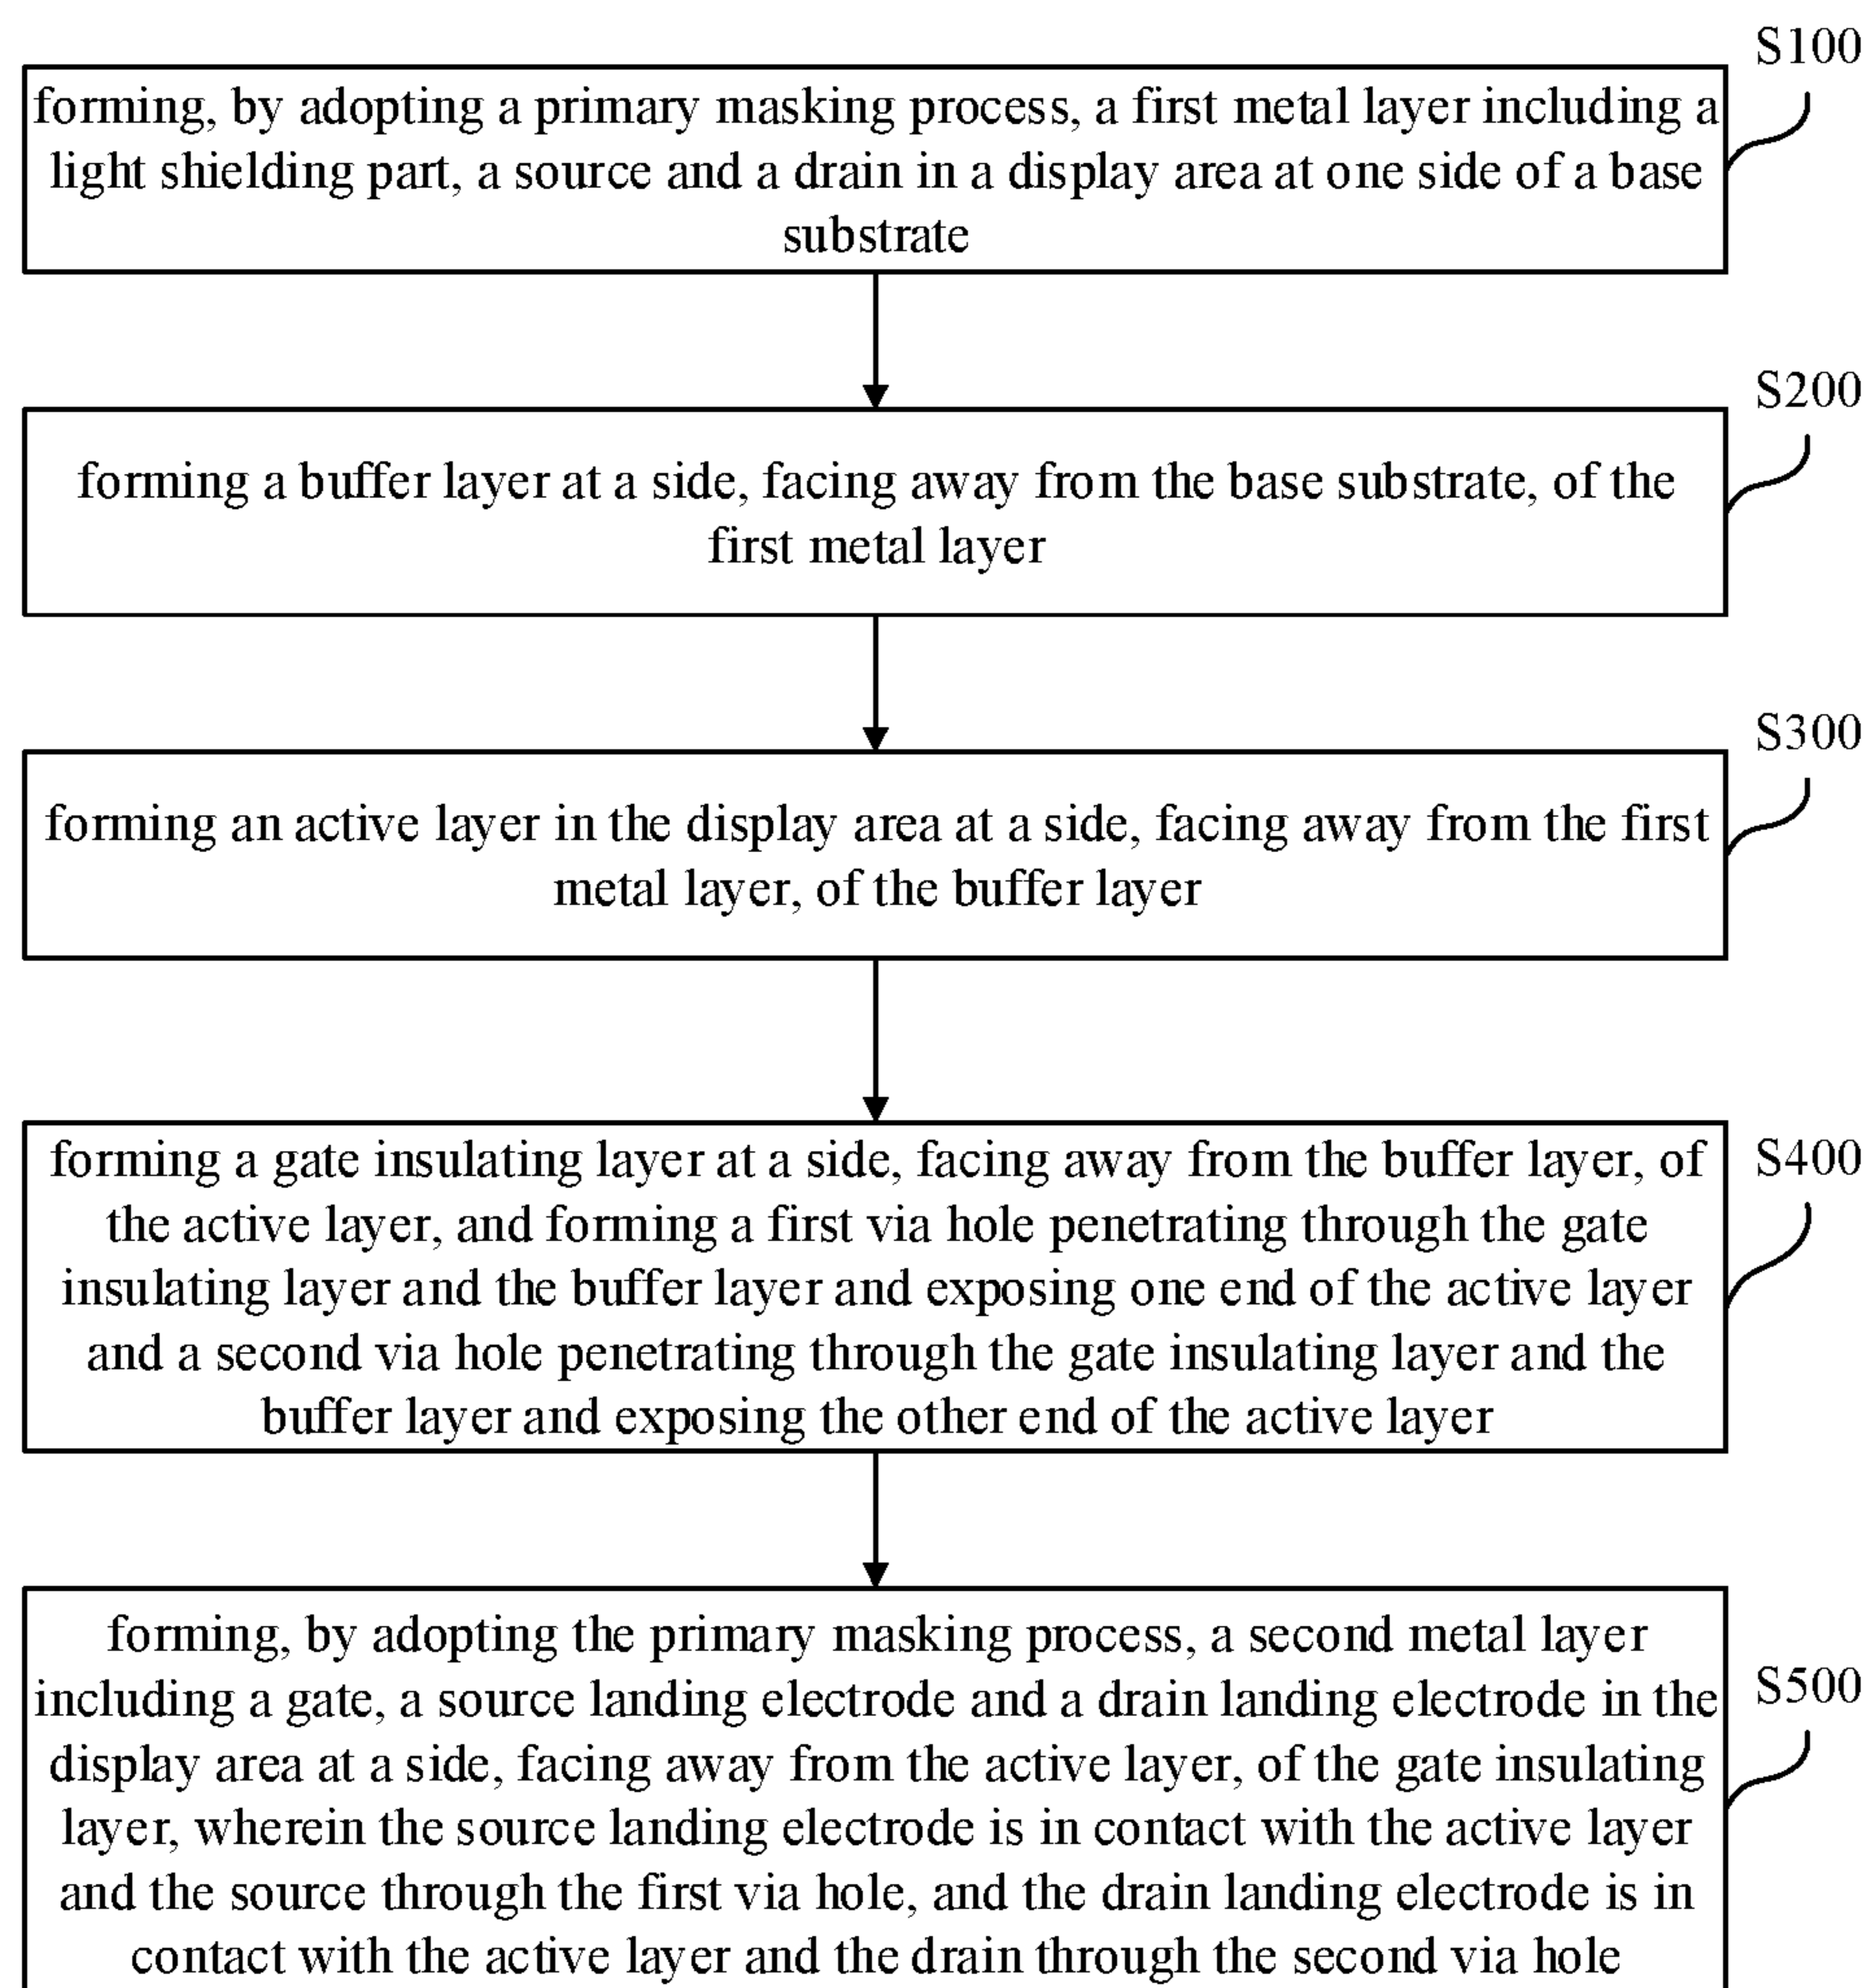 S100
forming, by adopting a primary masking process, a first metal layer including a
light shielding part, a source and a drain in a display area at one side of a base
substrate
S200
forming a buffer layer at a side, facing away from the base substrate, of the
first metal layer
S300
forming an active layer in the display area at a side, facing away from the first
metal layer, of the buffer layer
S400
forming a gate insulating layer at a side, facing away from the buffer layer, of
the active layer, and forming a first via hole penetrating through the gate
insulating layer and the buffer layer and exposing one end of the active layer
and a second via hole penetrating through the gate insulating layer and the
buffer layer and exposing the other end of the active layer
S500
forming, by adopting the primary masking process, a second metal layer
including a gate, a source landing electrode and a drain landing electrode in the
display area at a side, facing away from the active layer, of the gate insulating
layer, wherein the source landing electrode is in contact with the active layer
and the source through the first via hole, and the drain landing electrode is in
contact with the active layer and the drain through the second via hole